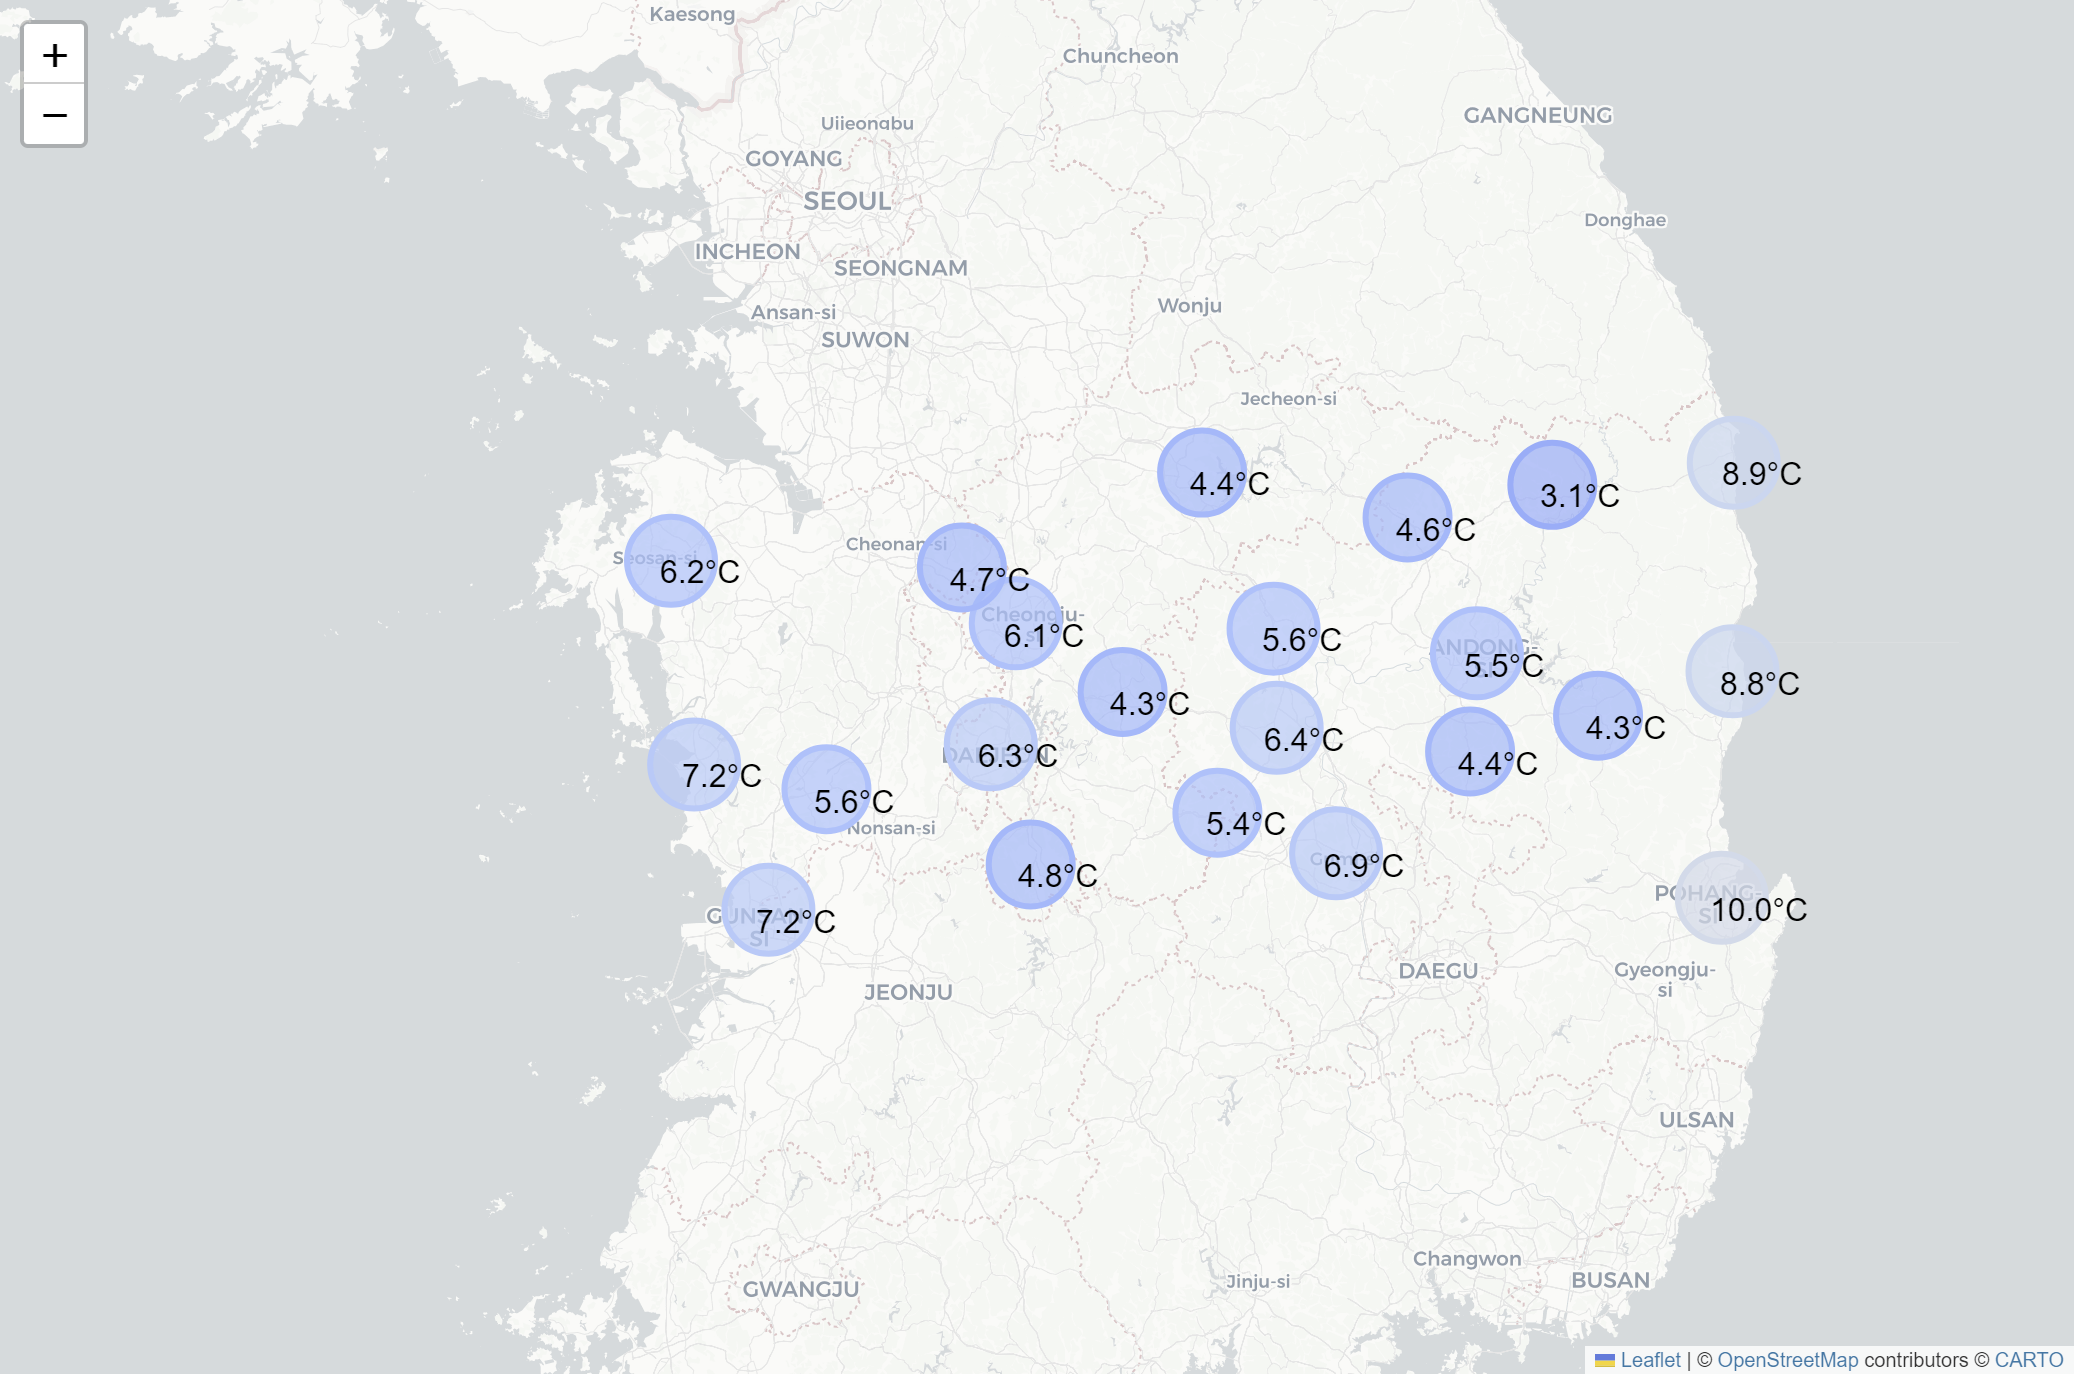 +
−
Kaesong
Chuncheon
GANGNEUNG
Uijeongbu
GOYANG
SEOUL
Donghae
INCHEON
SEONGNAM
Ansan-si
Wonju
SUWON
Jecheon-si
8.9°C
4.4°C
3.1°C
4.6°C
Cheonan-si
Seosan-si
6.2°C
4.7°C
Cheongju-
si
6.1°C
5.6°C
ANDONG-
SI
5.5°C
8.8°C
4.3°C
4.3°C
6.4°C
DAEJEON
6.3°C
4.4°C
7.2°C
5.6°C
5.4°C
Nonsan-si
6.9°C
4.8°C
POHANG-
SI
10.0°C
GUNSAN-
SI
7.2°C
DAEGU
Gyeongju-
si
JEONJU
ULSAN
Changwon
BUSAN
Jinju-si
GWANGJU
Leaflet | © OpenStreetMap contributors © CARTO